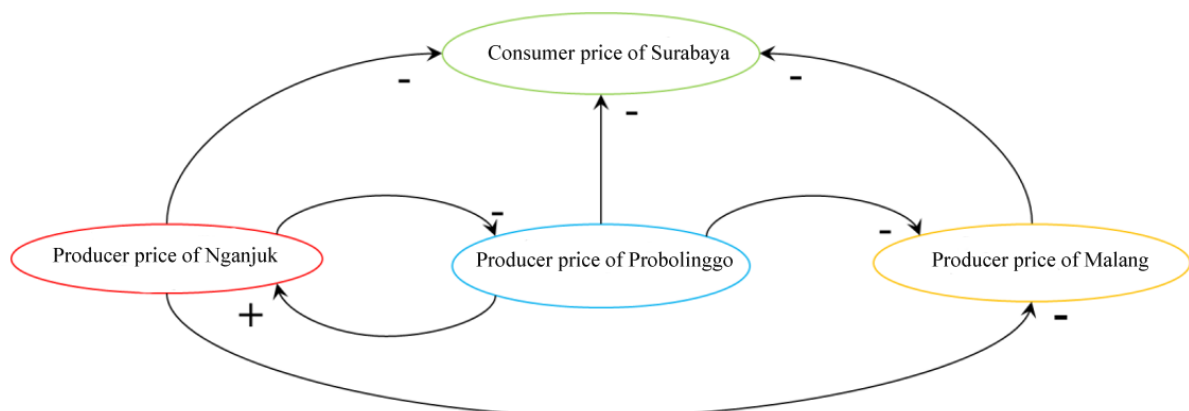 Consumer price of Surabaya
-
-
-
Producer price of Nganjuk
-
Producer price of Probolinggo
-
Producer price of Malang
+
-